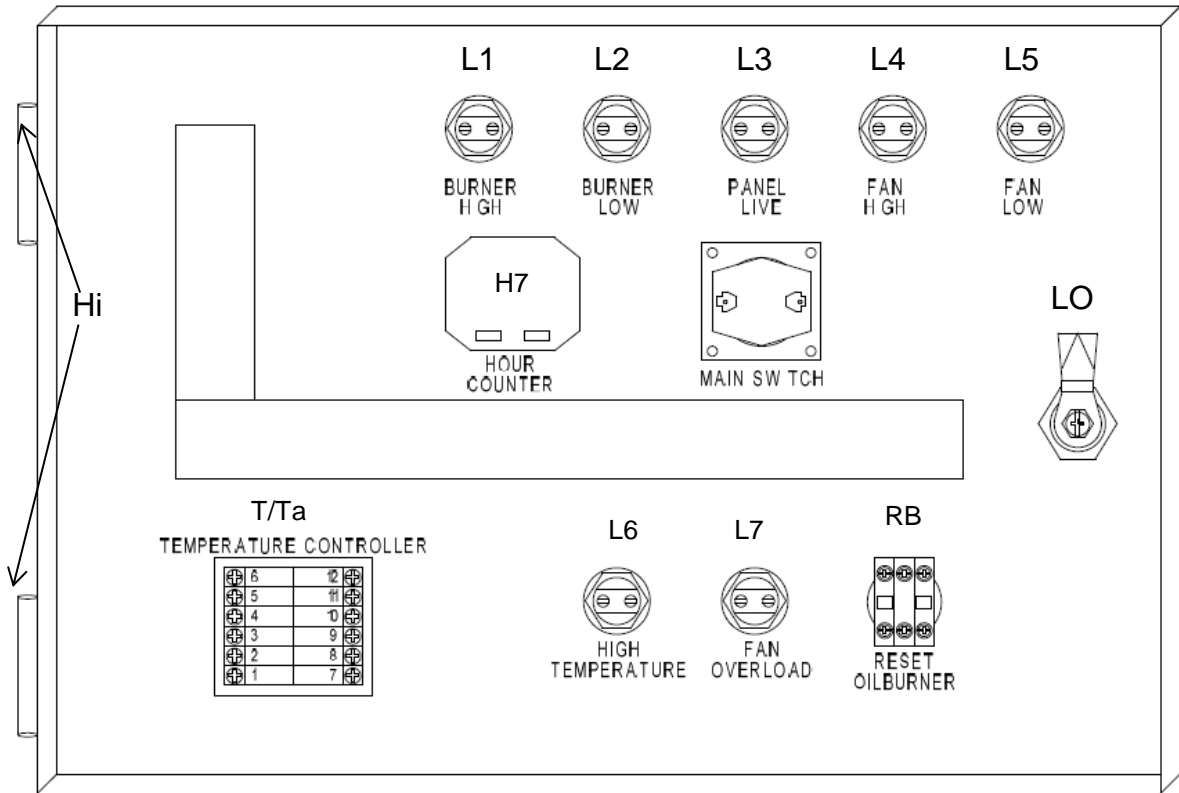 L1 L2 L3 L4 L5
BURNER HIGH
BURNER LOW
PANEL LIVE
FAN HIGH
FAN LOW
Hi
H7
HOUR COUNTER
MAIN SW TCH
LO
T/Ta
TEMPERATURE CONTROLLER
6 12
5 11
4 10
3 9
2 8
1 7
L6
HIGH
TEMPERATURE
L7
FAN
OVERLOAD
RB
RESET
OILBURNER